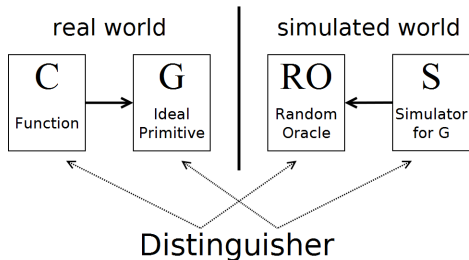 real world
simulated world
C
Function
G
Ideal
Primitive
RO
Random
Oracle
S
Simulator
for G
Distinguisher